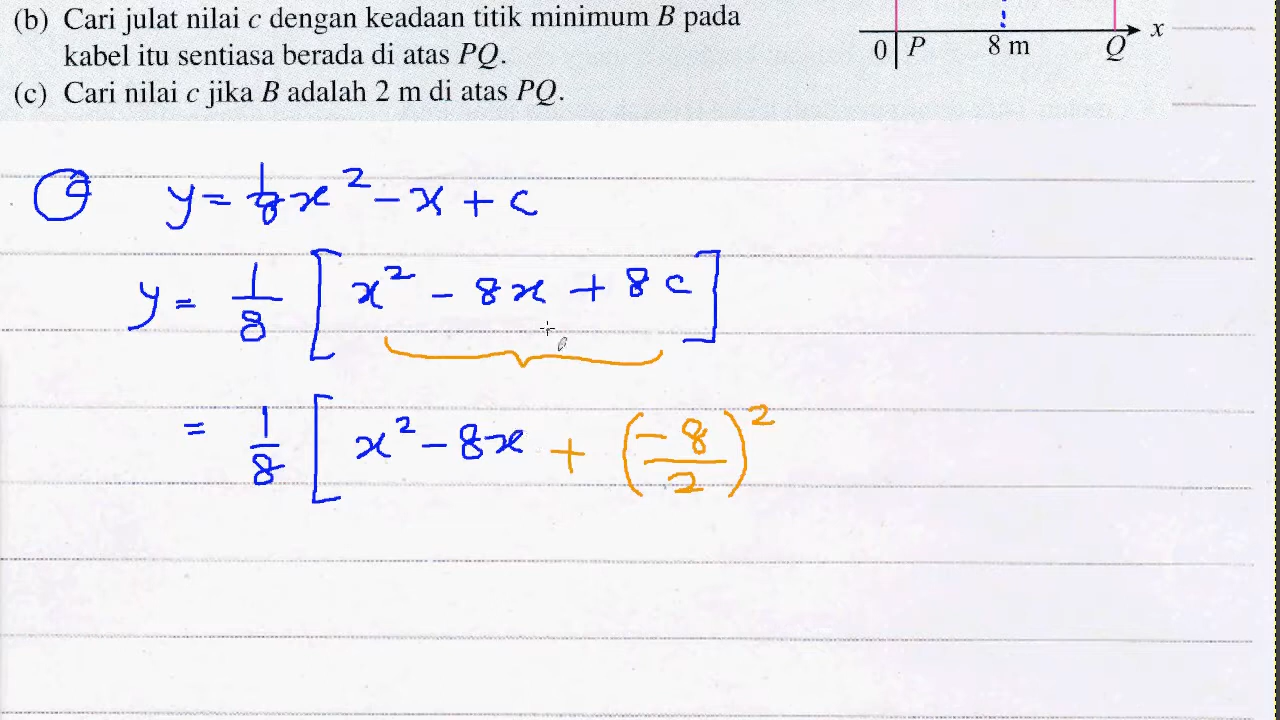 (b) Cari julat nilai c dengan keadaan titik minimum B pada
kabel itu sentiasa berada di atas PQ.
(c) Cari nilai c jika B adalah 2 m di atas PQ.
0 P 8 m Q x
y = 1/8 x² − x + c
y = 1/8 [ x² − 8x + 8c ]
= 1/8 [ x² − 8x + (−8/2)²